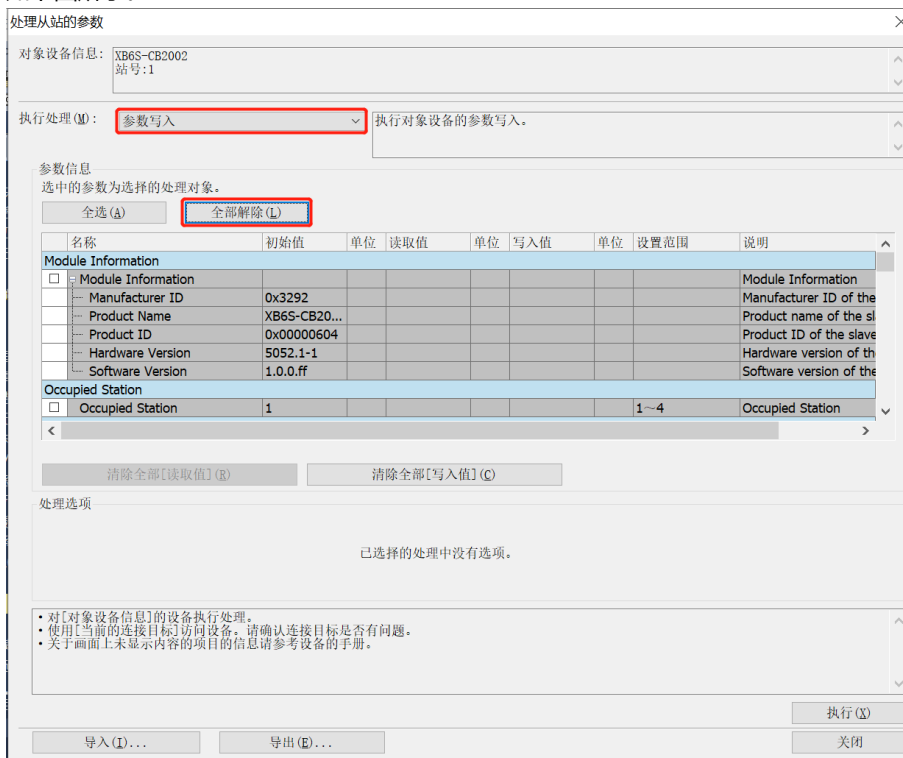 处理从站的参数
对象设备信息: XB6S-CB2002
站号:1
执行处理(M): 参数写入 执行对象设备的参数写入。
参数信息
选中的参数为选择的处理对象。
全选(A) 全部解除(L)
名称 初始值 单位 读取值 单位 写入值 单位 设置范围 说明
Module Information
Module Information Module Information
Manufacturer ID 0x3292 Manufacturer ID of the
Product Name XB6S-CB20... Product name of the sl
Product ID 0x00000604 Product ID of the slave
Hardware Version 5052.1-1 Hardware version of th
Software Version 1.0.0.ff Software version of the
Occupied Station
Occupied Station 1 1~4 Occupied Station
清除全部[读取值](R) 清除全部[写入值](C)
处理选项
已选择的处理中没有选项。
•对[对象设备信息]的设备执行处理。
•使用[当前的连接目标]访问设备。请确认连接目标是否有问题。
•关于画面上未显示内容的项目的信息请参考设备的手册。
执行(X)
导入(I)... 导出(E)... 关闭